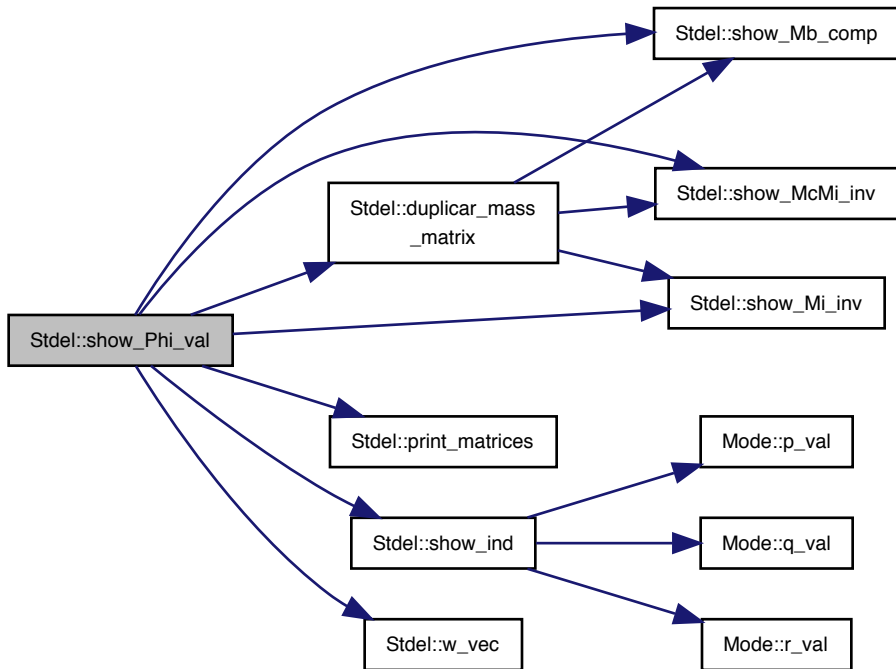 Stdel::show_Mb_comp
Stdel::show_McMi_inv
Stdel::duplicar_mass
_matrix
Stdel::show_Mi_inv
Stdel::show_Phi_val
Stdel::print_matrices
Mode::p_val
Stdel::show_ind
Mode::q_val
Stdel::w_vec
Mode::r_val